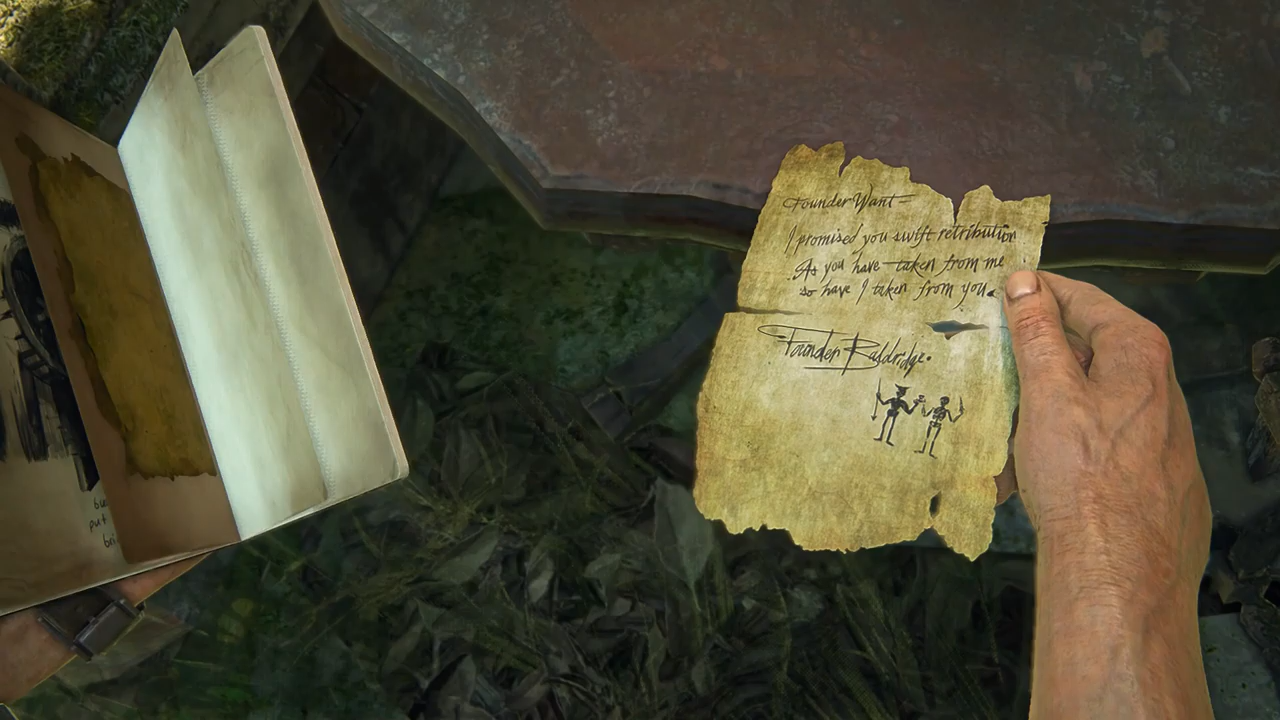 Founder Want—
I promised you swift retribution
As you have taken from me
so have I taken from you.
Founder Baldridge.
put